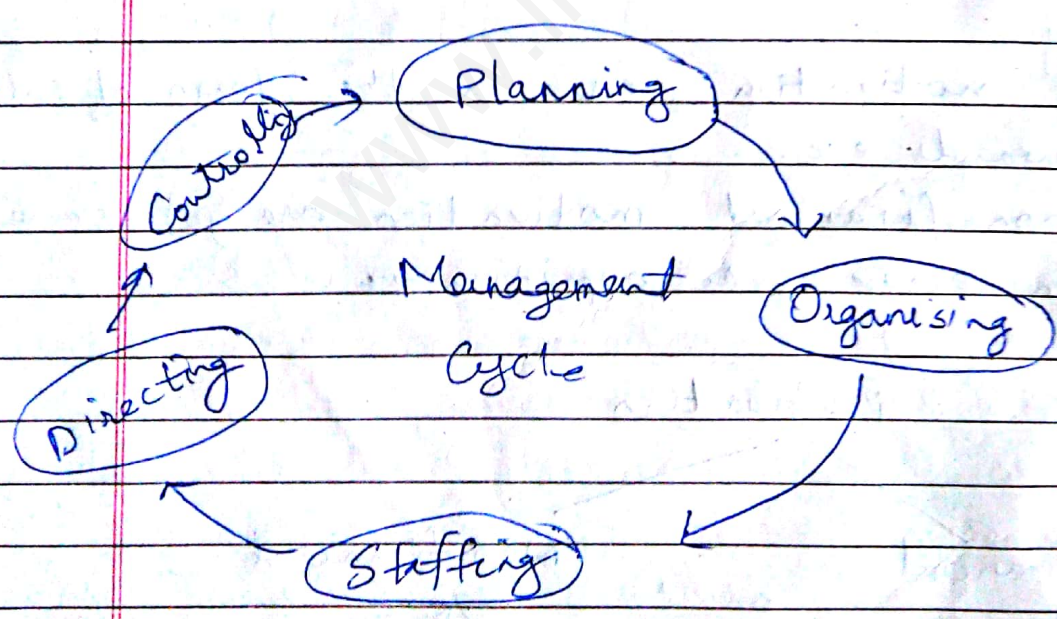 Planning
Controlling
Management
Cycle
Organising
Directing
Staffing